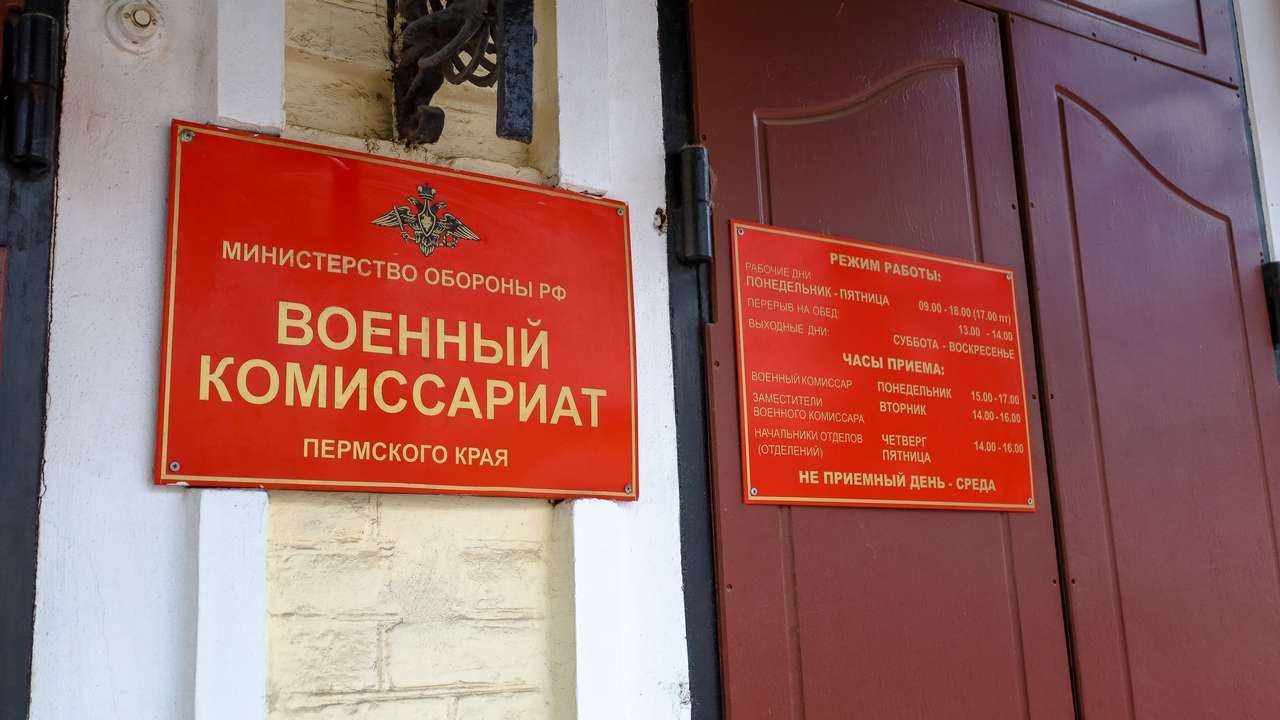 МИНИСТЕРСТВО ОБОРОНЫ РФ
ВОЕННЫЙ
КОМИССАРИАТ
ПЕРМСКОГО КРАЯ
РЕЖИМ РАБОТЫ:
РАБОЧИЕ ДНИ:
ПОНЕДЕЛЬНИК - ПЯТНИЦА 09.00 - 18.00 (17.00 пт)
ПЕРЕРЫВ НА ОБЕД: 13.00 - 14.00
ВЫХОДНЫЕ ДНИ: СУББОТА - ВОСКРЕСЕНЬЕ
ЧАСЫ ПРИЕМА:
ВОЕННЫЙ КОМИССАР ПОНЕДЕЛЬНИК 15.00 - 17.00
ЗАМЕСТИТЕЛИ ВТОРНИК 14.00 - 16.00
ВОЕННОГО КОМИССАРА
НАЧАЛЬНИКИ ОТДЕЛОВ ЧЕТВЕРГ 14.00 - 16.00
(ОТДЕЛЕНИЙ) ПЯТНИЦА
НЕ ПРИЕМНЫЙ ДЕНЬ - СРЕДА